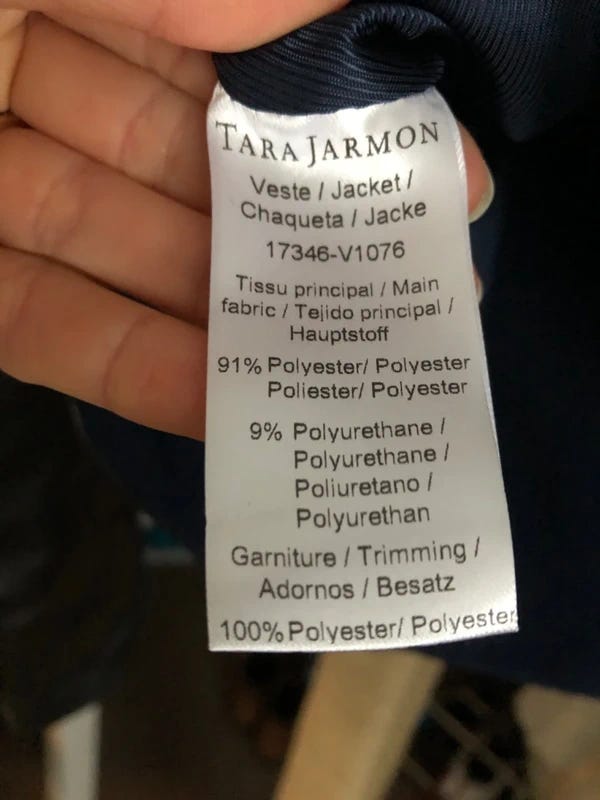 TARA JARMON
Veste / Jacket /
Chaqueta / Jacke
17346-V1076
Tissu principal / Main
fabric / Tejido principal /
Hauptstoff
91% Polyester/ Polyester
Poliester/ Polyester
9% Polyurethane /
Polyurethane /
Poliuretano /
Polyurethan
Garniture / Trimming /
Adornos / Besatz
100% Polyester/ Polyester